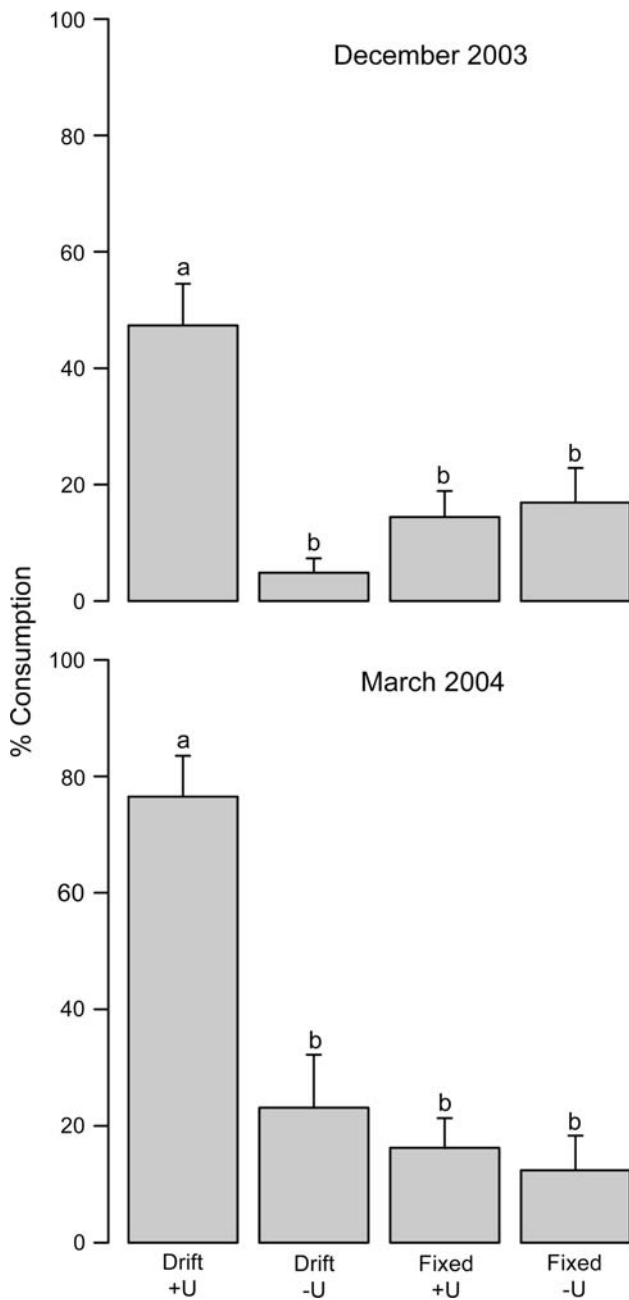 100
December 2003
80
60
a
40
20
b
b
b
0
% Consumption
100
March 2004
a
80
60
40
b
20
b
b
0
Drift
+U
Drift
-U
Fixed
+U
Fixed
-U